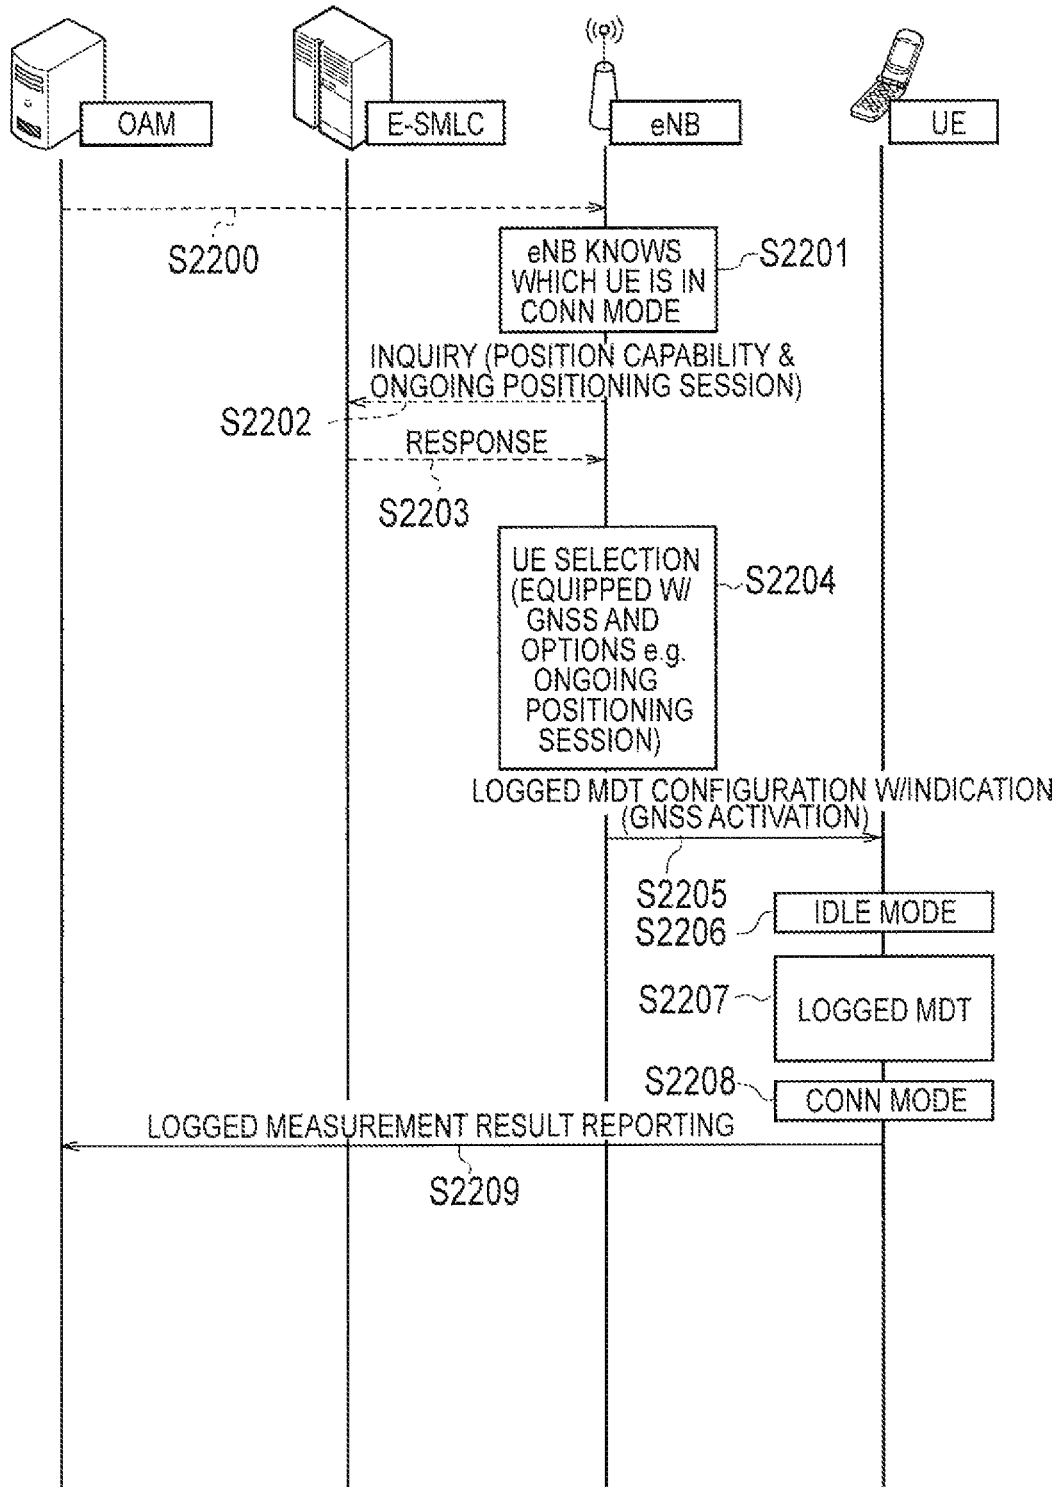 OAM
E-SMLC
eNB
UE
S2200
eNB KNOWS
WHICH UE IS IN
CONN MODE
S2201
INQUIRY (POSITION CAPABILITY &
ONGOING POSITIONING SESSION)
S2202
RESPONSE
S2203
UE SELECTION
(EQUIPPED W/
GNSS AND
OPTIONS e.g.
ONGOING
POSITIONING
SESSION)
S2204
LOGGED MDT CONFIGURATION W/INDICATION
(GNSS ACTIVATION)
S2205
IDLE MODE
S2206
S2207
LOGGED MDT
S2208
CONN MODE
LOGGED MEASUREMENT RESULT REPORTING
S2209